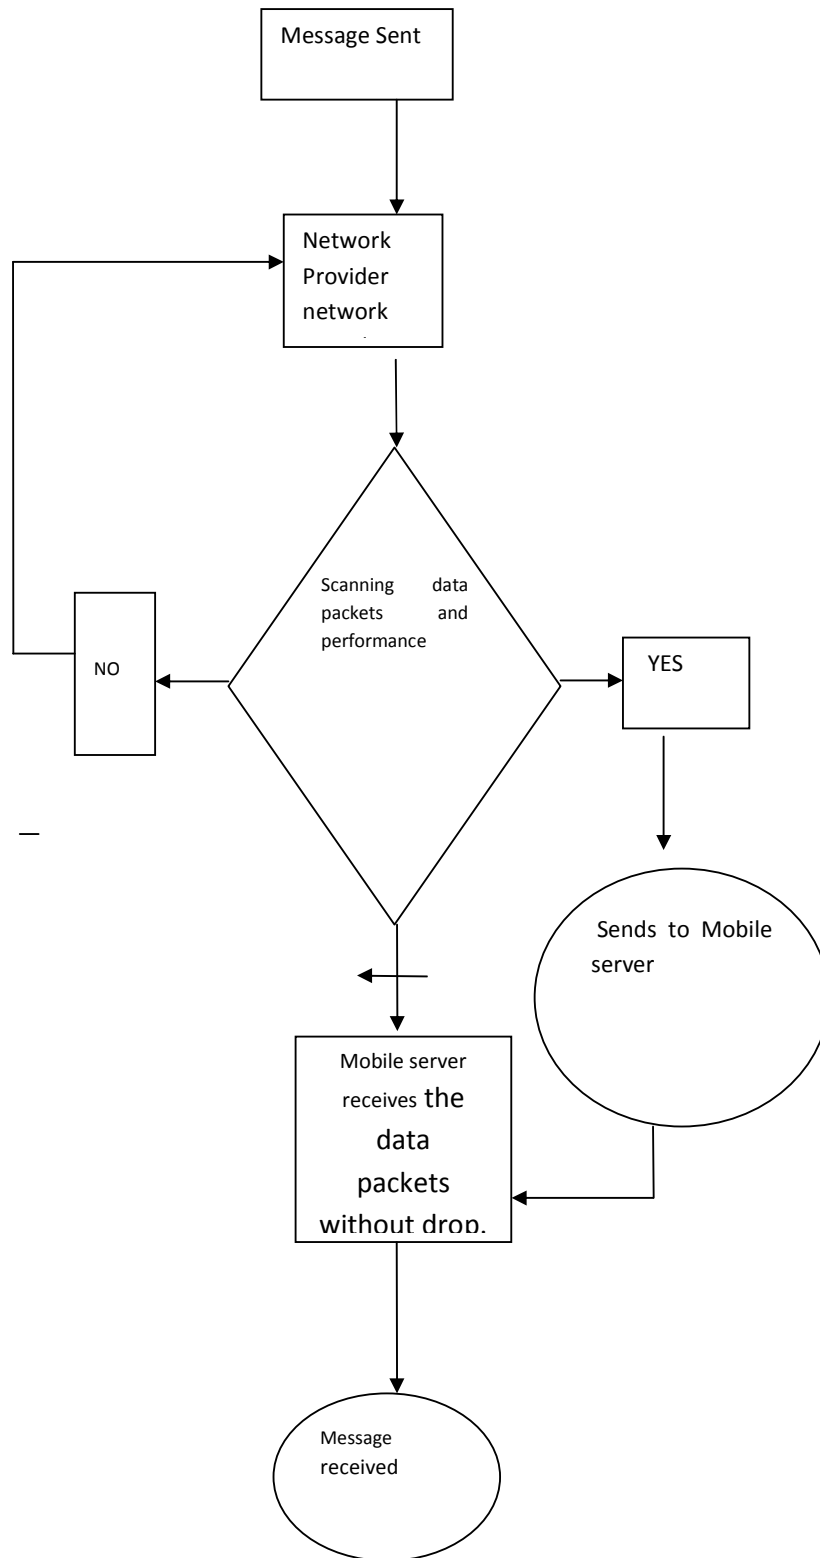 Message Sent
Network
Provider
network
Scanning data
packets and
performance
NO
YES
Sends to Mobile
server
Mobile server
receives the
data
packets
without drop.
Message
received